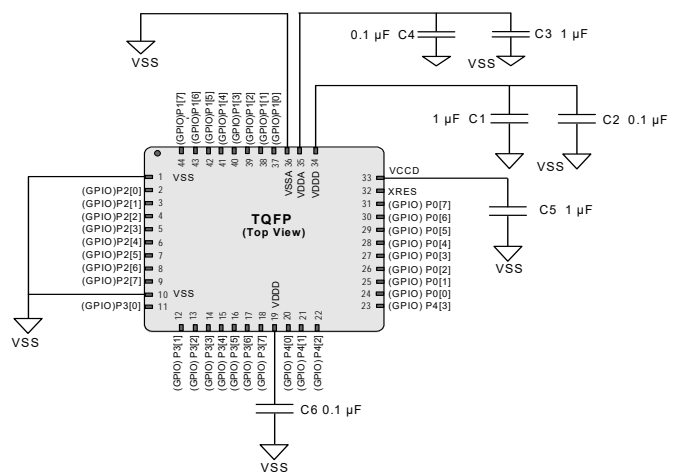 0.1 µF C4
C3 1 µF
VSS
VSS
1 µF C1
C2 0.1 µF
VSS
(GPIO)P1[7]
(GPIO)P1[6]
(GPIO)P1[5]
(GPIO)P1[4]
(GPIO)P1[3]
(GPIO)P1[2]
(GPIO)P1[1]
(GPIO)P1[0]
44
43
42
41
40
39
38
37
36
35
34
VSSA
VDDA
VDDD
TQFP
(Top View)
1 VSS
(GPIO)P2[0] 2
(GPIO)P2[1] 3
(GPIO)P2[2] 4
(GPIO)P2[3] 5
(GPIO)P2[4] 6
(GPIO)P2[5] 7
(GPIO)P2[6] 8
(GPIO)P2[7] 9
10 VSS
(GPIO)P3[0] 11
VSS
33 VCCD
32 XRES
31 (GPIO) P0[7]
30 (GPIO) P0[6]
29 (GPIO) P0[5]
28 (GPIO) P0[4]
27 (GPIO) P0[3]
26 (GPIO) P0[2]
25 (GPIO) P0[1]
24 (GPIO) P0[0]
23 (GPIO) P4[3]
C5 1 µF
VSS
VDDD
12
13
14
15
16
17
18
19
20
21
22
(GPIO) P3[1]
(GPIO) P3[2]
(GPIO) P3[3]
(GPIO) P3[4]
(GPIO) P3[5]
(GPIO) P3[6]
(GPIO) P3[7]
(GPIO) P4[0]
(GPIO) P4[1]
(GPIO) P4[2]
C6 0.1 µF
VSS